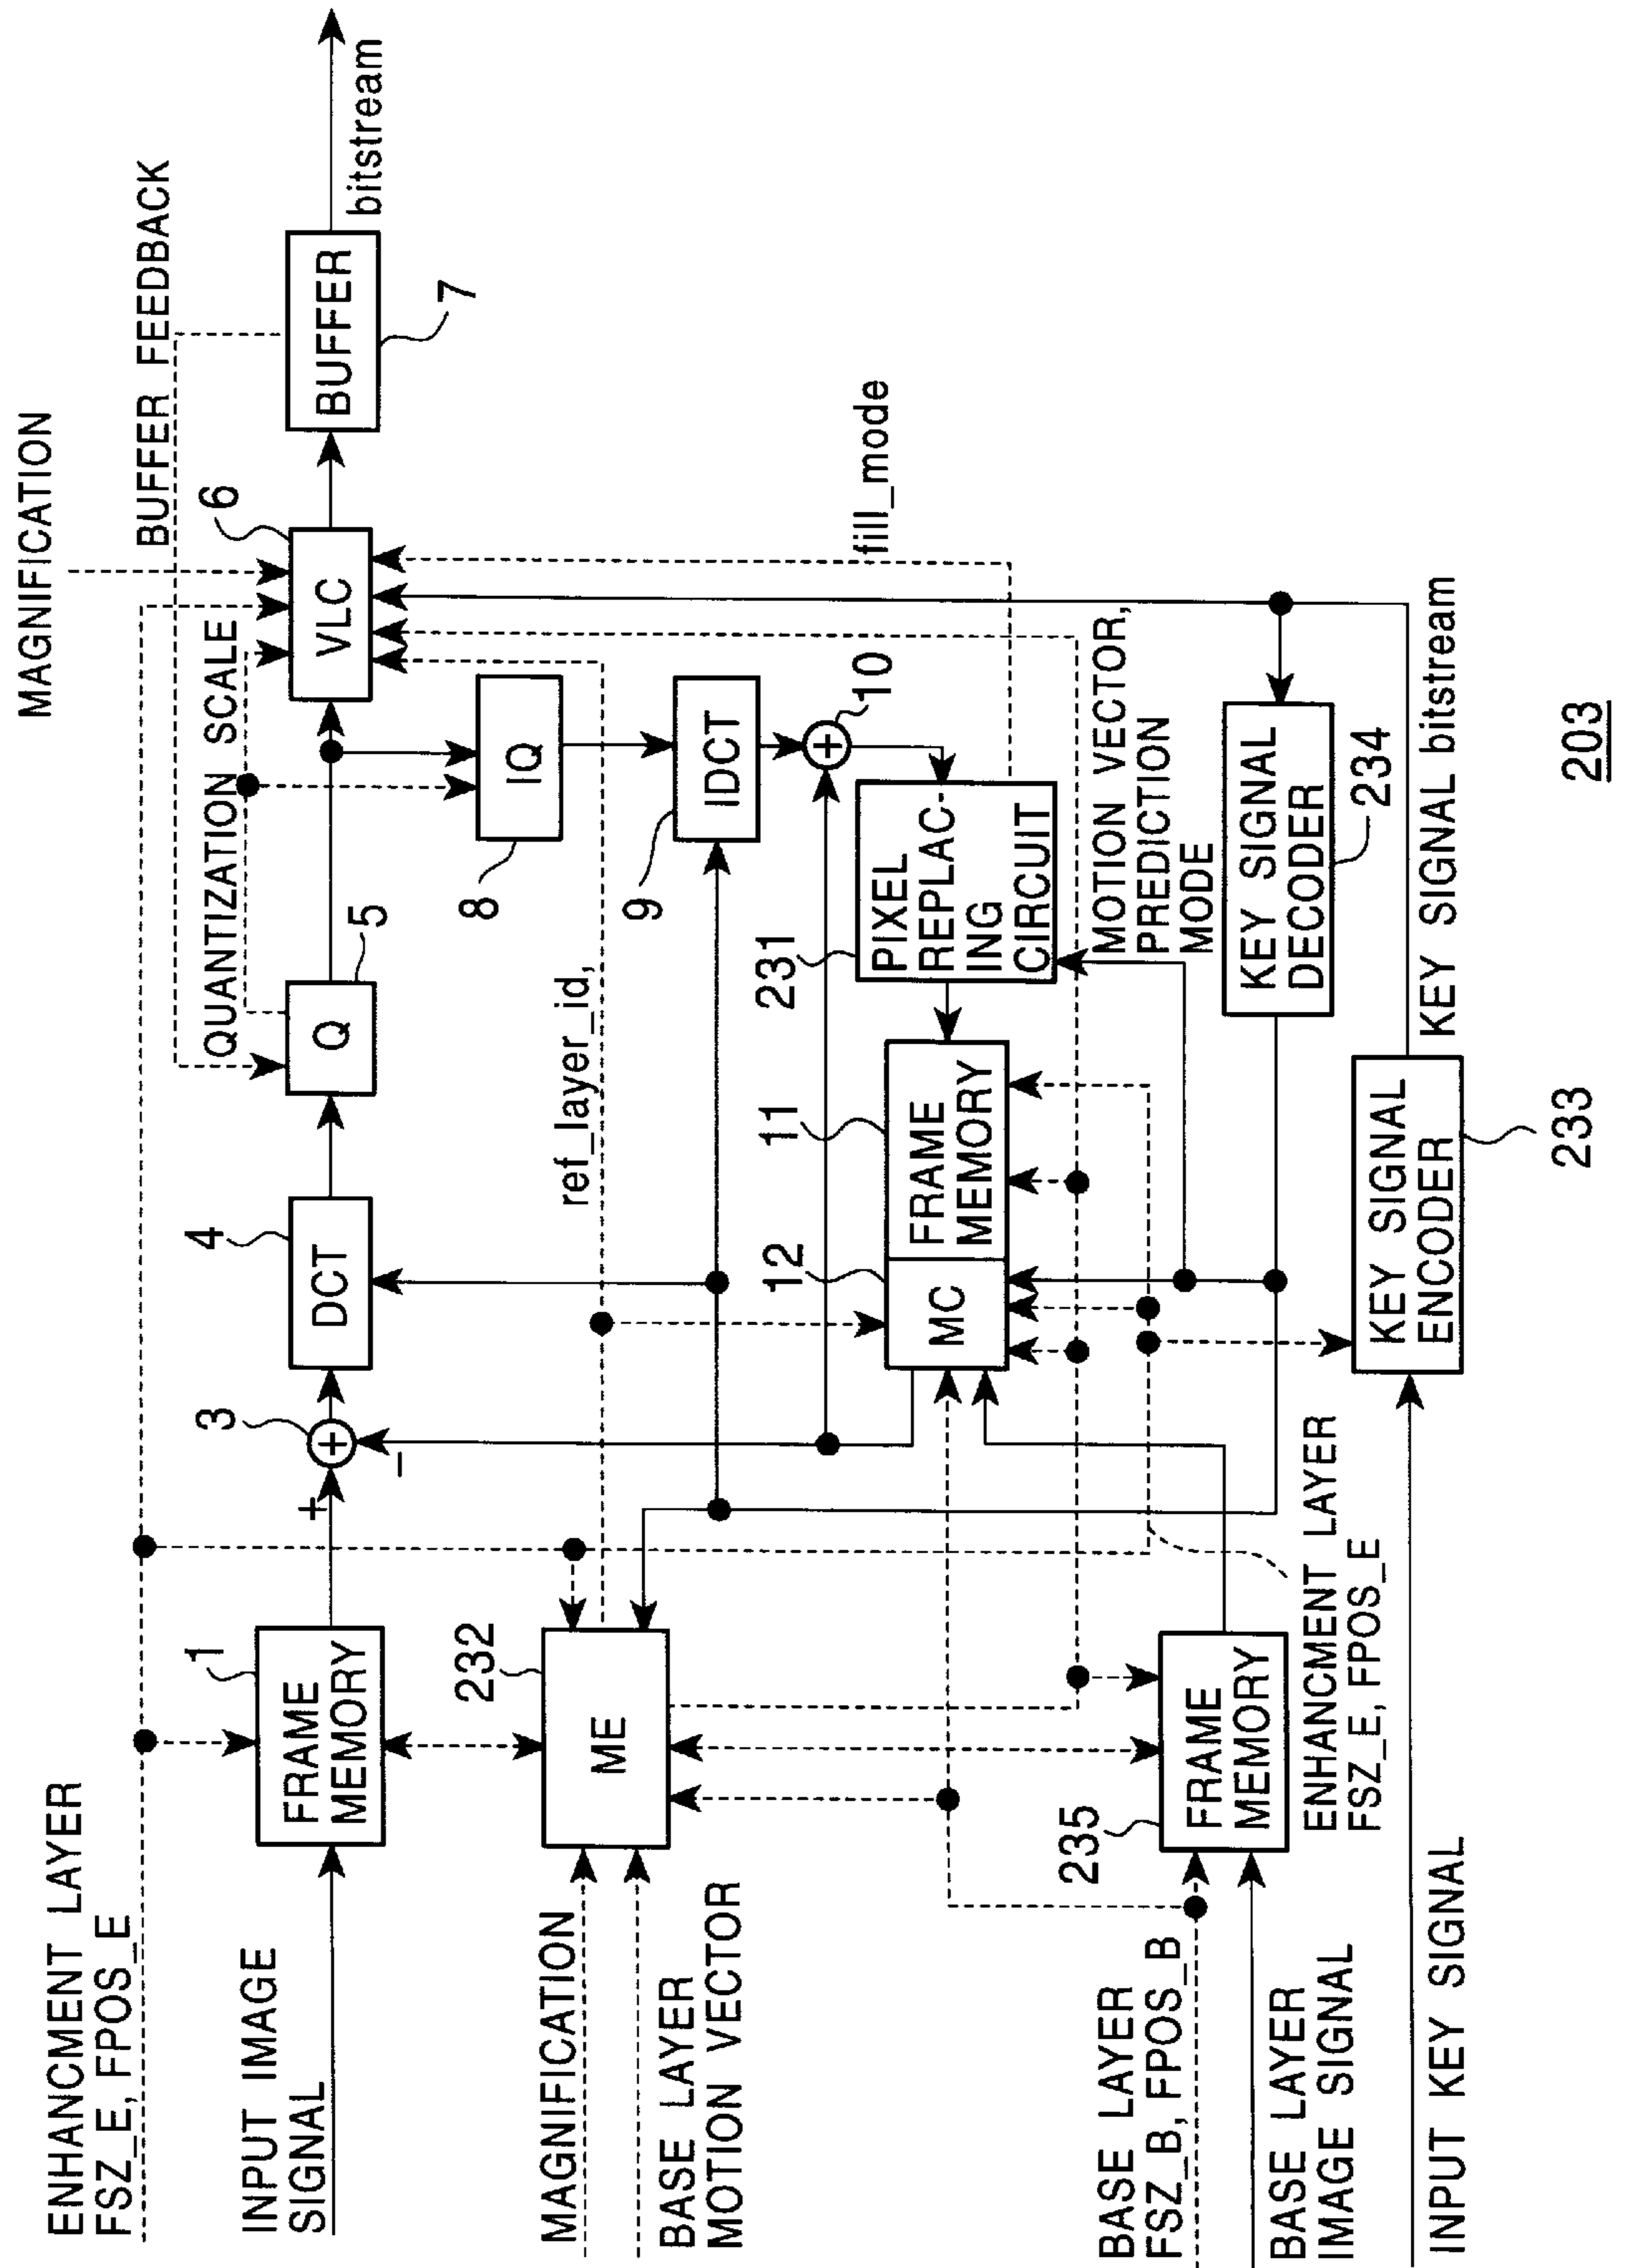 MAGNIFICATION
BUFFER FEEDBACK
QUANTIZATION SCALE
ENHANCMENT LAYER
FSZ_E, FPOS_E
INPUT IMAGE
SIGNAL
1
FRAME
MEMORY
+
−
3
+
4
DCT
5
Q
6
VLC
7
BUFFER
bitstream
MAGNIFICATION
BASE LAYER
MOTION VECTOR
232
ME
ref_layer_id,
8
IQ
9
IDCT
10
+
231
PIXEL
REPLAC-
ING
CIRCUIT
fill_mode
12
MC
11
FRAME
MEMORY
MOTION VECTOR,
PREDICTION
MODE
BASE LAYER
FSZ_B, FPOS_B
BASE LAYER
IMAGE SIGNAL
235
FRAME
MEMORY
ENHANCMENT LAYER
FSZ_E, FPOS_E
KEY SIGNAL
DECODER
234
INPUT KEY SIGNAL
KEY SIGNAL
ENCODER
233
KEY SIGNAL bitstream
203